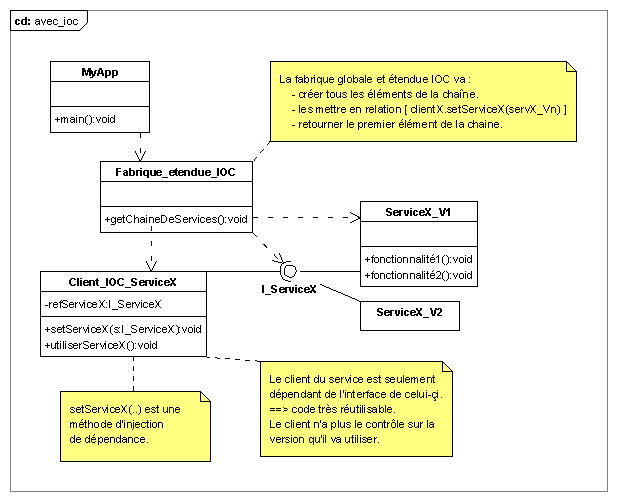 cd: avec_ioc
MyApp
+main():void
La fabrique globale et étendue IOC va :
- créer tous les éléments de la chaîne.
- les mettre en relation [ clientX.setServiceX(servX_Vn) ]
- retourner le premier élément de la chaine.
Fabrique_etendue_IOC
+getChaineDeServices():void
ServiceX_V1
+fonctionnalité1():void
+fonctionnalité2():void
Client_IOC_ServiceX
-refServiceX:I_ServiceX
+setServiceX(s:I_ServiceX):void
+utiliserServiceX():void
I_ServiceX
ServiceX_V2
setServiceX(..) est une
méthode d'injection
de dépendance.
Le client du service est seulement
dépendant de l'interface de celui-çi.
==> code très réutilisable.
Le client n'a plus le contrôle sur la
version qu'il va utiliser.